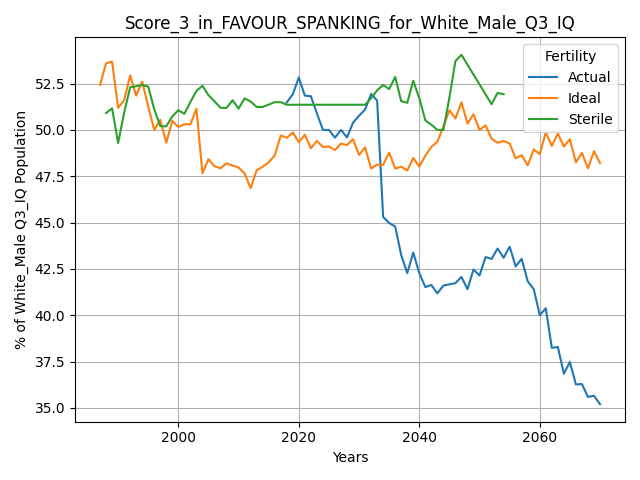 Score_3_in_FAVOUR_SPANKING_for_White_Male_Q3_IQ
% of White_Male Q3_IQ Population
52.5
50.0
47.5
45.0
42.5
40.0
37.5
35.0
Fertility
Actual
Ideal
Sterile
2000
2020
2040
2060
Years